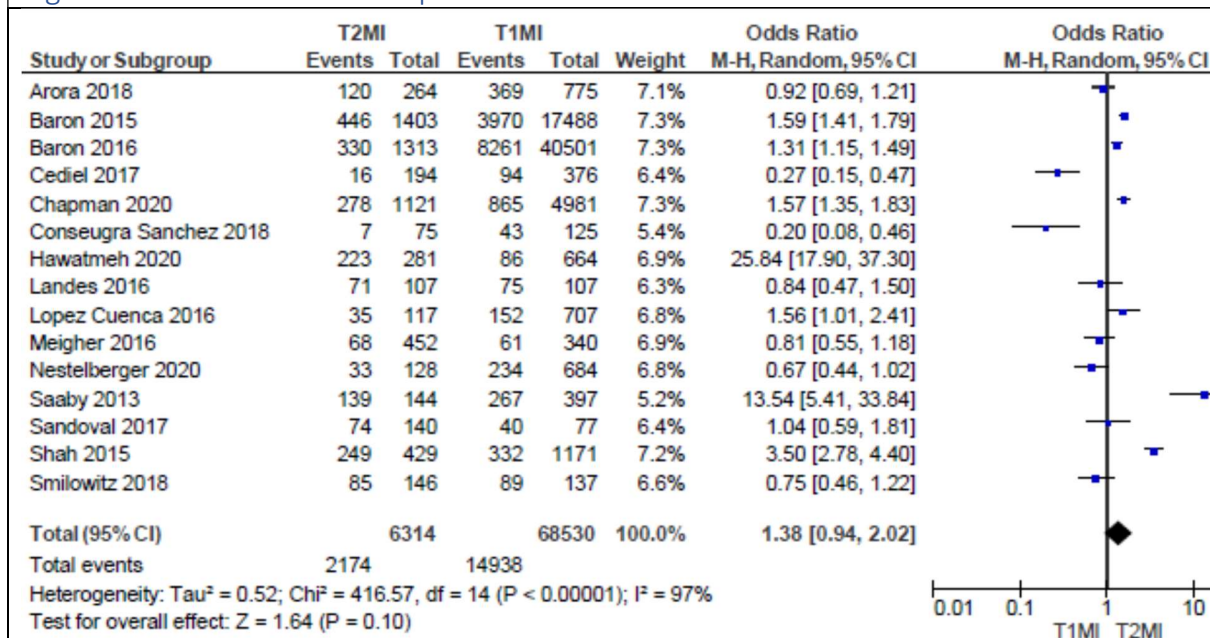 T2MI T1MI Odds Ratio Odds Ratio
Study or Subgroup Events Total Events Total Weight M-H, Random, 95% CI M-H, Random, 95% CI
Arora 2018 120 264 369 775 7.1% 0.92 [0.69, 1.21]
Baron 2015 446 1403 3970 17488 7.3% 1.59 [1.41, 1.79]
Baron 2016 330 1313 8261 40501 7.3% 1.31 [1.15, 1.49]
Cediel 2017 16 194 94 376 6.4% 0.27 [0.15, 0.47]
Chapman 2020 278 1121 865 4981 7.3% 1.57 [1.35, 1.83]
Conseugra Sanchez 2018 7 75 43 125 5.4% 0.20 [0.08, 0.46]
Hawatmeh 2020 223 281 86 664 6.9% 25.84 [17.90, 37.30]
Landes 2016 71 107 75 107 6.3% 0.84 [0.47, 1.50]
Lopez Cuenca 2016 35 117 152 707 6.8% 1.56 [1.01, 2.41]
Meigher 2016 68 452 61 340 6.9% 0.81 [0.55, 1.18]
Nestelberger 2020 33 128 234 684 6.8% 0.67 [0.44, 1.02]
Saaby 2013 139 144 267 397 5.2% 13.54 [5.41, 33.84]
Sandoval 2017 74 140 40 77 6.4% 1.04 [0.59, 1.81]
Shah 2015 249 429 332 1171 7.2% 3.50 [2.78, 4.40]
Smilowitz 2018 85 146 89 137 6.6% 0.75 [0.46, 1.22]
Total (95% CI) 6314 68530 100.0% 1.38 [0.94, 2.02]
Total events 2174 14938
Heterogeneity: Tau² = 0.52; Chi² = 416.57, df = 14 (P < 0.00001); I² = 97%
Test for overall effect: Z = 1.64 (P = 0.10)
0.01 0.1 1 10
T1MI T2MI